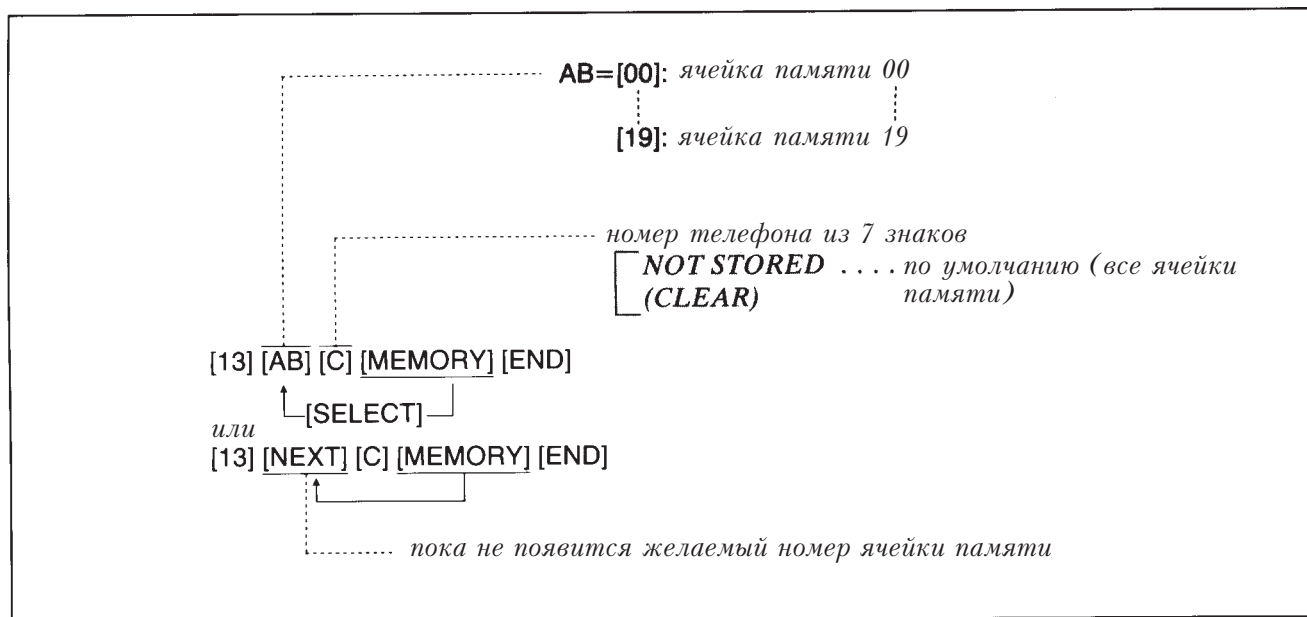 AB=[00]: ячейка памяти 00
[19]: ячейка памяти 19
номер телефона из 7 знаков
NOT STORED .... по умолчанию (все ячейки
(CLEAR) памяти)
[13] [AB] [C] [MEMORY] [END]
[SELECT]
или
[13] [NEXT] [C] [MEMORY] [END]
пока не появится желаемый номер ячейки памяти